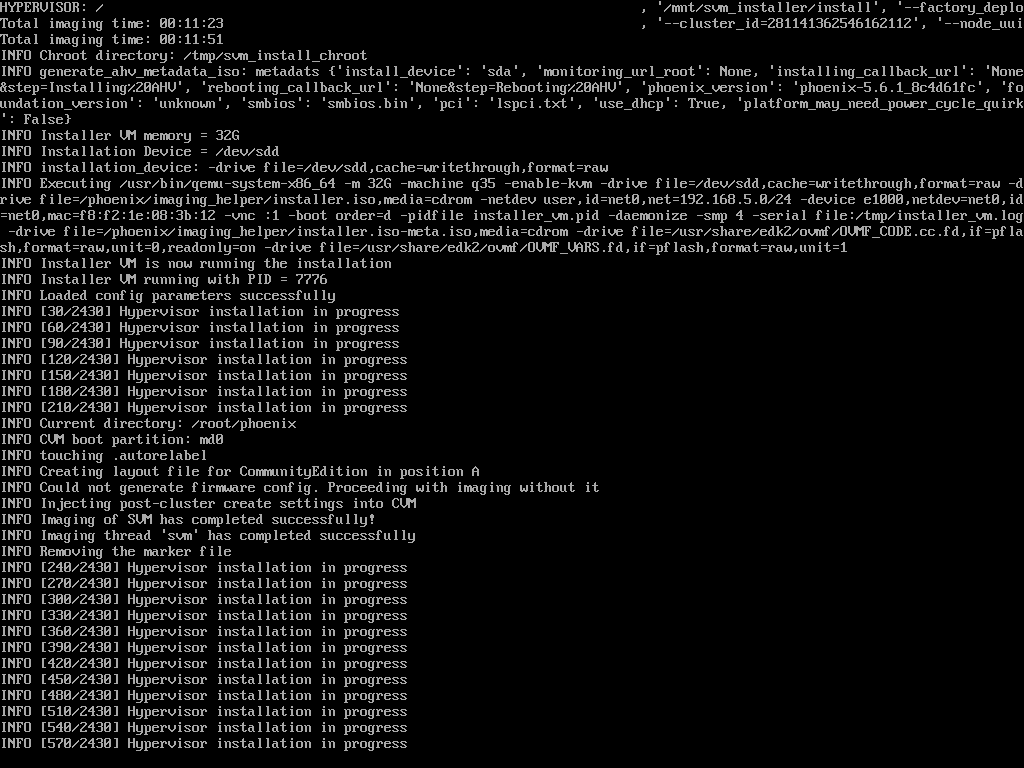 HYPERVISOR: / , '/mnt/svm_installer/install', '--factory_deplo
Total imaging time: 00:11:23 , '--cluster_id=281141362546162112', '--node_uui
Total imaging time: 00:11:51
INFO Chroot directory: /tmp/svm_install_chroot
INFO generate_ahv_metadata_iso: metadats {'install_device': 'sda', 'monitoring_url_root': None, 'installing_callback_url': 'None
&step=Installing%20AHV', 'rebooting_callback_url': 'None&step=Rebooting%20AHV', 'phoenix_version': 'phoenix-5.6.1_8c4d61fc', 'fo
undation_version': 'unknown', 'smbios': 'smbios.bin', 'pci': 'lspci.txt', 'use_dhcp': True, 'platform_may_need_power_cycle_quirk
': False}
INFO Installer VM memory = 32G
INFO Installation Device = /dev/sdd
INFO installation_device: -drive file=/dev/sdd,cache=writethrough,format=raw
INFO Executing /usr/bin/qemu-system-x86_64 -m 32G -machine q35 -enable-kvm -drive file=/dev/sdd,cache=writethrough,format=raw -d
rive file=/phoenix/imaging_helper/installer.iso,media=cdrom -netdev user,id=net0,net=192.168.5.0/24 -device e1000,netdev=net0,id
=net0,mac=f8:f2:1e:08:3b:12 -vnc :1 -boot order=d -pidfile installer_vm.pid -daemonize -smp 4 -serial file:/tmp/installer_vm.log
-drive file=/phoenix/imaging_helper/installer.iso-meta.iso,media=cdrom -drive file=/usr/share/edk2/ovmf/OVMF_CODE.cc.fd,if=pfla
sh,format=raw,unit=0,readonly=on -drive file=/usr/share/edk2/ovmf/OVMF_VARS.fd,if=pflash,format=raw,unit=1
INFO Installer VM is now running the installation
INFO Installer VM running with PID = 7776
INFO Loaded config parameters successfully
INFO [30/2430] Hypervisor installation in progress
INFO [60/2430] Hypervisor installation in progress
INFO [90/2430] Hypervisor installation in progress
INFO [120/2430] Hypervisor installation in progress
INFO [150/2430] Hypervisor installation in progress
INFO [180/2430] Hypervisor installation in progress
INFO [210/2430] Hypervisor installation in progress
INFO Current directory: /root/phoenix
INFO CVM boot partition: md0
INFO touching .autorelabel
INFO Creating layout file for CommunityEdition in position A
INFO Could not generate firmware config. Proceeding with imaging without it
INFO Injecting post-cluster create settings into CVM
INFO Imaging of SVM has completed successfully!
INFO Imaging thread 'svm' has completed successfully
INFO Removing the marker file
INFO [240/2430] Hypervisor installation in progress
INFO [270/2430] Hypervisor installation in progress
INFO [300/2430] Hypervisor installation in progress
INFO [330/2430] Hypervisor installation in progress
INFO [360/2430] Hypervisor installation in progress
INFO [390/2430] Hypervisor installation in progress
INFO [420/2430] Hypervisor installation in progress
INFO [450/2430] Hypervisor installation in progress
INFO [480/2430] Hypervisor installation in progress
INFO [510/2430] Hypervisor installation in progress
INFO [540/2430] Hypervisor installation in progress
INFO [570/2430] Hypervisor installation in progress